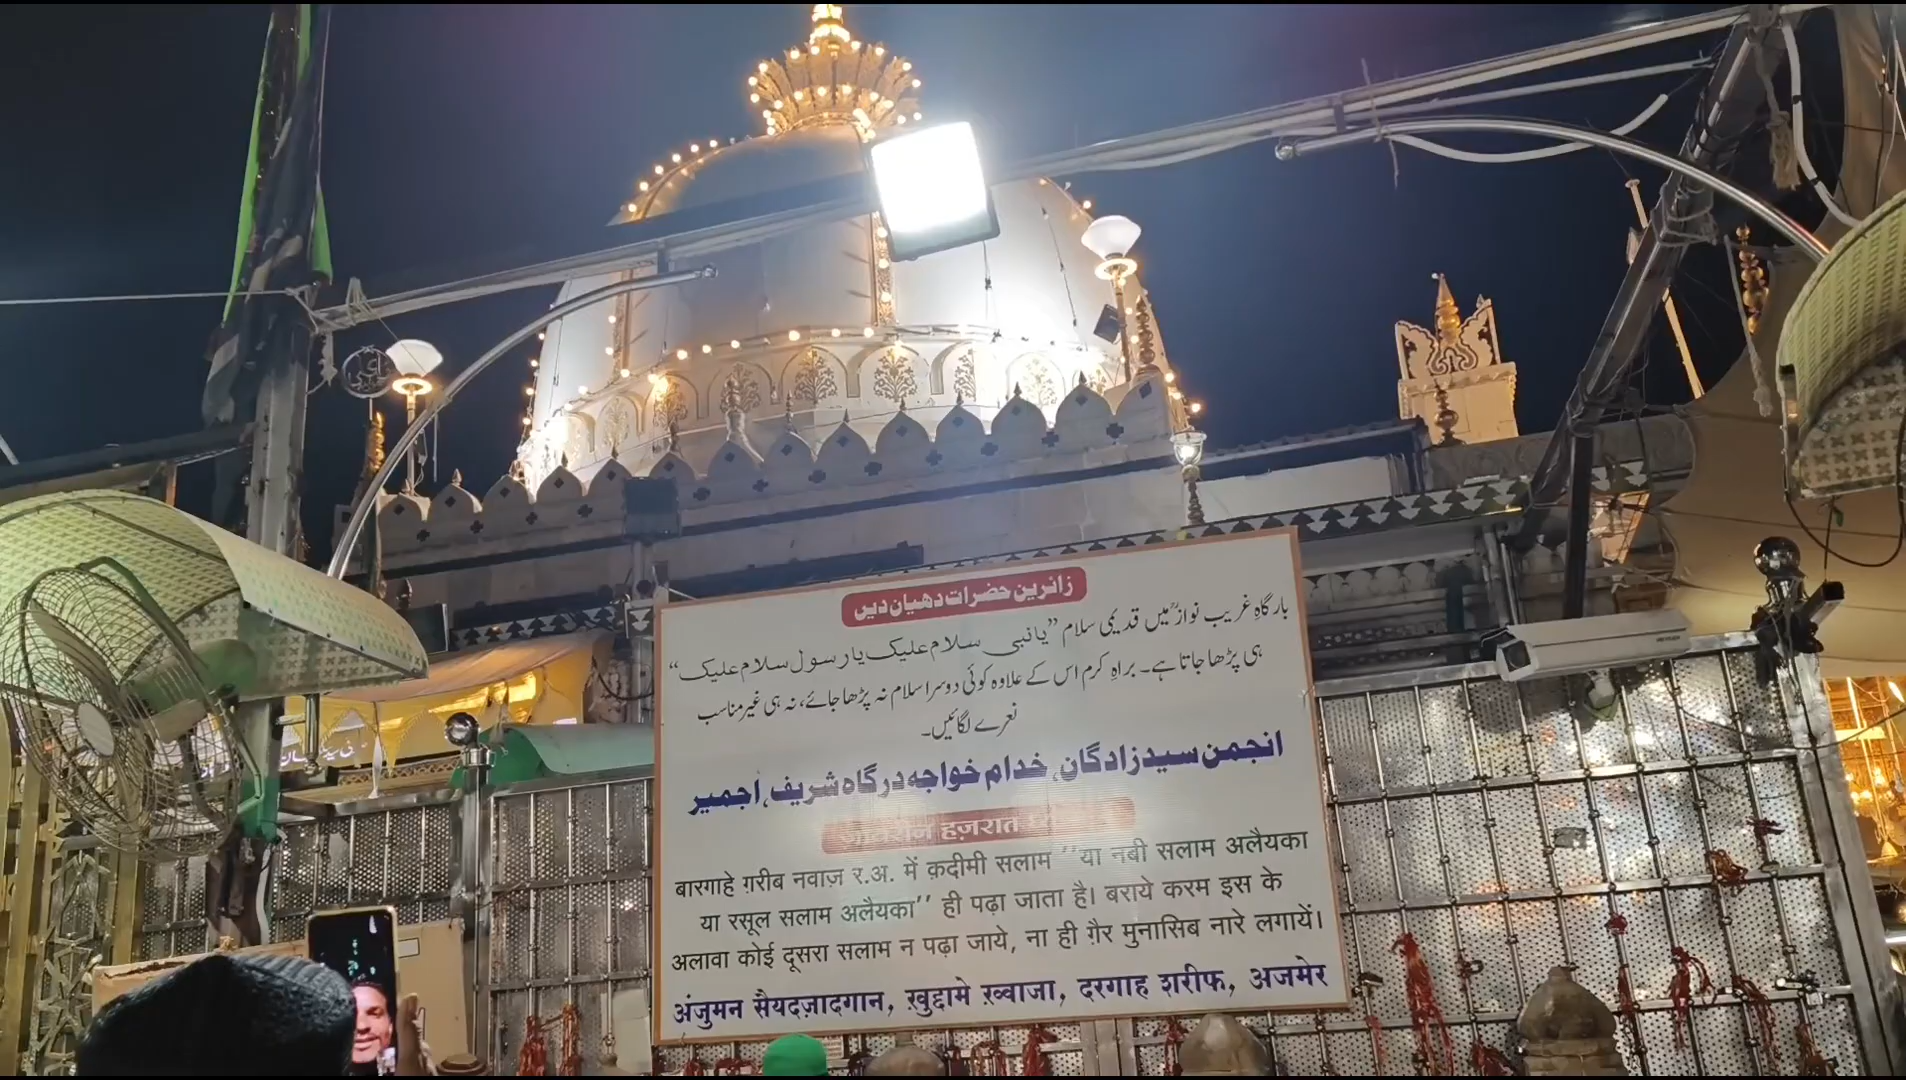 زائرین حضرات دھیان دیں
بارگاہِ غریب نوازؒ میں قدیمی سلام ”یا نبی سلام علیک یا رسول سلام علیک“
ہی پڑھا جاتا ہے۔ براہِ کرم اس کے علاوہ کوئی دوسرا سلام نہ پڑھا جائے، نہ ہی غیر مناسب
نعرے لگائیں۔
انجمن سیدزادگان، خدام خواجہ درگاہ شریف، اجمیر
हज़रात
बारगाहे ग़रीब नवाज़ र.अ. में क़दीमी सलाम ''या नबी सलाम अलैयका
या रसूल सलाम अलैयका'' ही पढ़ा जाता है। बराये करम इस के
अलावा कोई दूसरा सलाम न पढ़ा जाये, ना ही ग़ैर मुनासिब नारे लगायें।
अंजुमन सैयदज़ादगान, ख़ुद्दामे ख़्वाजा, दरगाह शरीफ, अजमेर